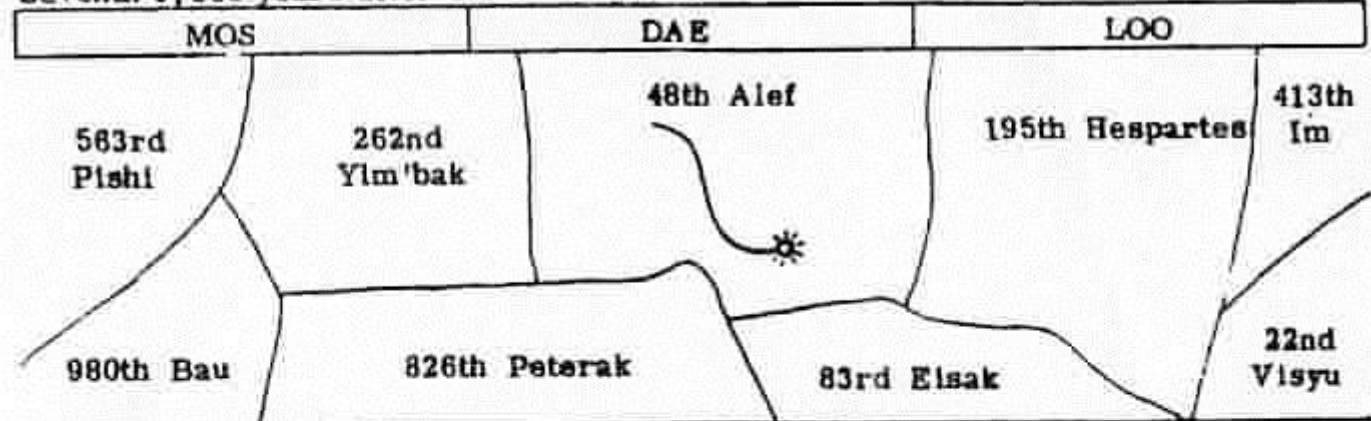 MOS DAE LOO
48th Alef
413th
Im
195th Hespartes
563rd
Pishi
262nd
Yim'bak
980th Bau
826th Peterak
83rd Eisak
22nd
Visyu